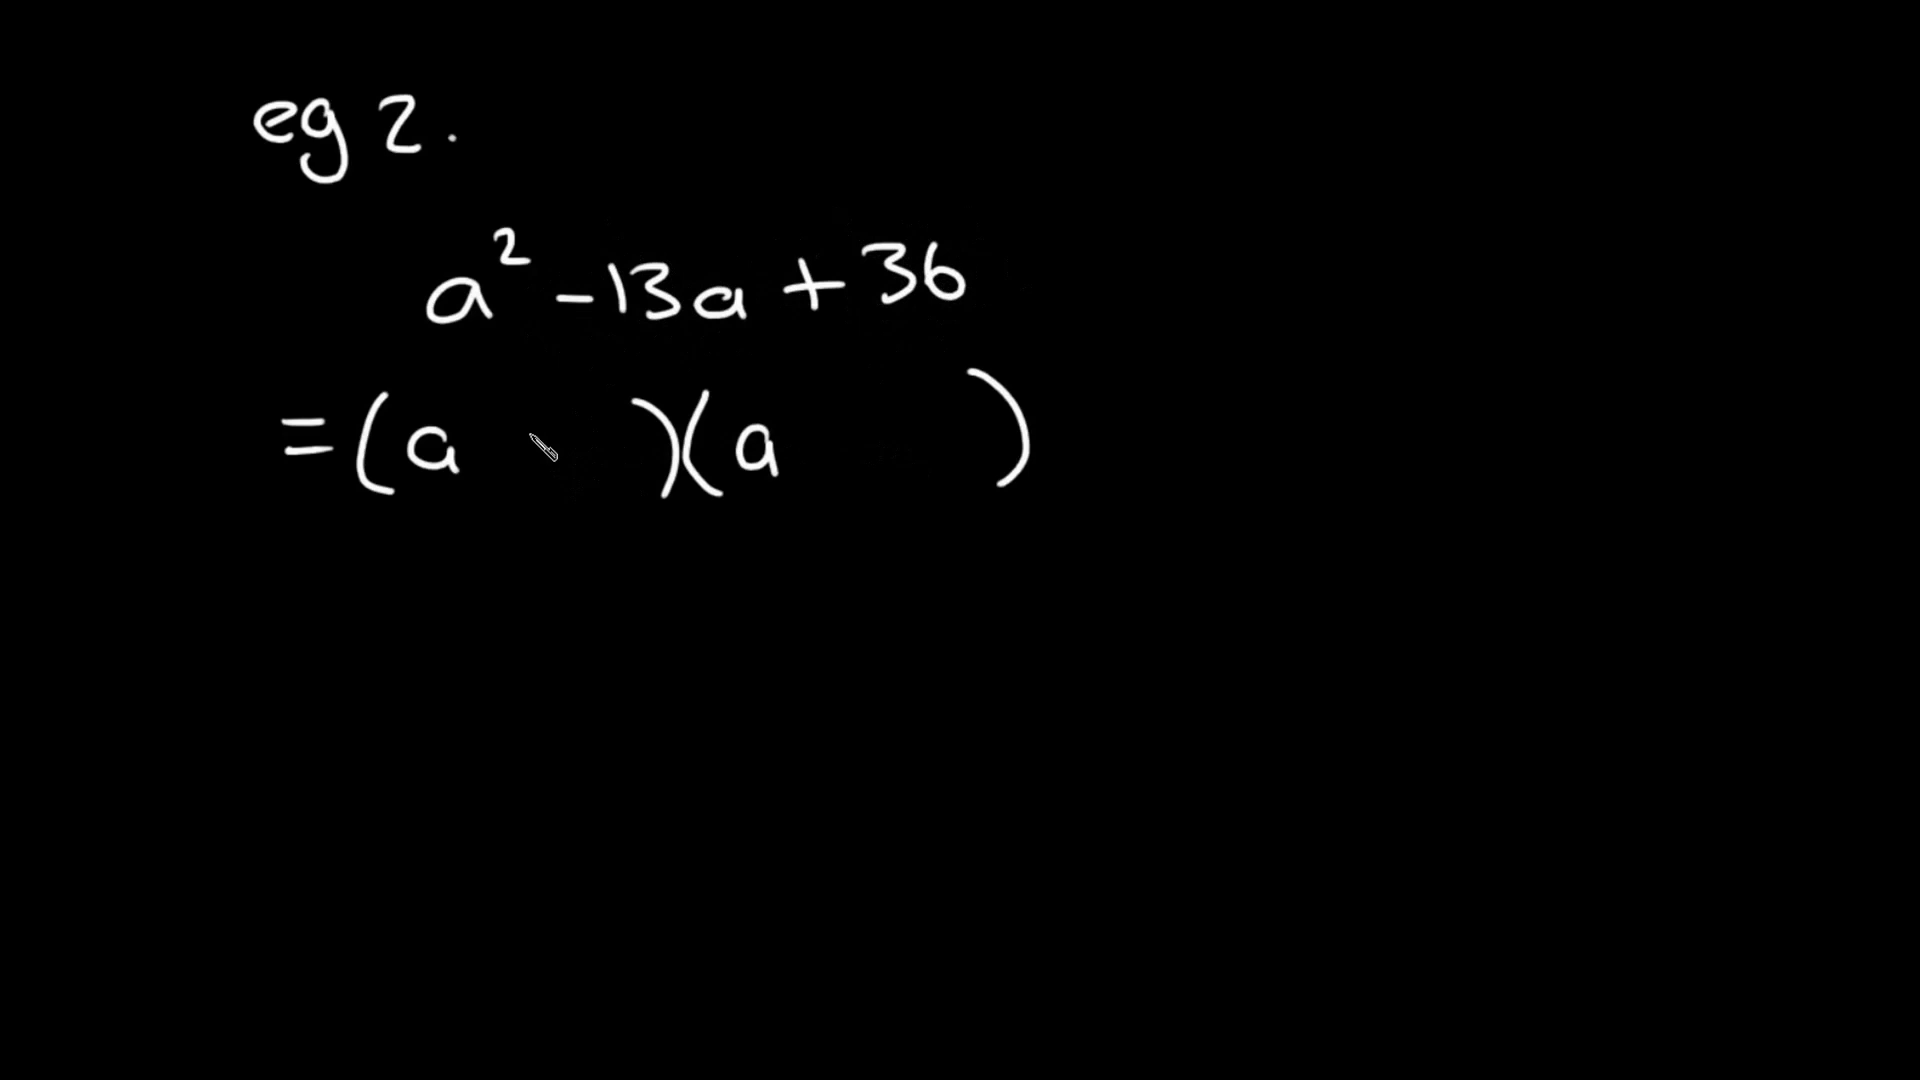 eg 2.
a² -13a + 36
= (a )(a )